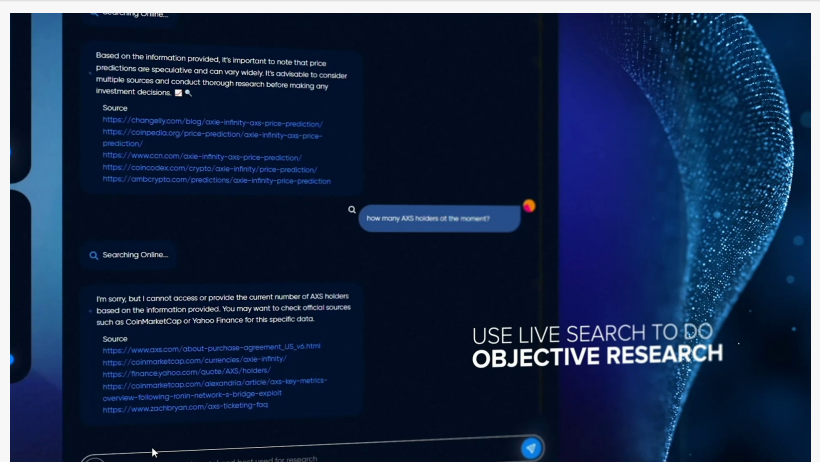 Searching Online...
Based on the information provided, it's important to note that price
predictions are speculative and can vary widely. It's advisable to consider
multiple sources and conduct thorough research before making any
investment decisions. 📈 🔍
Source
https://changelly.com/blog/axie-infinity-axs-price-prediction/
https://coinpedia.org/price-prediction/axie-infinity-axs-price-
prediction/
https://www.ccn.com/axie-infinity-axs-price-prediction/
https://coincodex.com/crypto/axie-infinity/price-prediction/
https://ambcrypto.com/predictions/axie-infinity-price-prediction
how many AXS holders at the moment?
Searching Online...
I'm sorry, but I cannot access or provide the current number of AXS holders
based on the information provided. You may want to check official sources
such as CoinMarketCap or Yahoo Finance for this specific data.
Source
https://www.axs.com/about-purchase-agreement_US_v6.html
https://coinmarketcap.com/currencies/axie-infinity/
https://finance.yahoo.com/quote/AXS/holders/
https://coinmarketcap.com/alexandria/article/axs-key-metrics-
overview-following-ronin-network-s-bridge-exploit
https://www.zachbryan.com/axs-ticketing-faq
USE LIVE SEARCH TO DO
OBJECTIVE RESEARCH
used for research